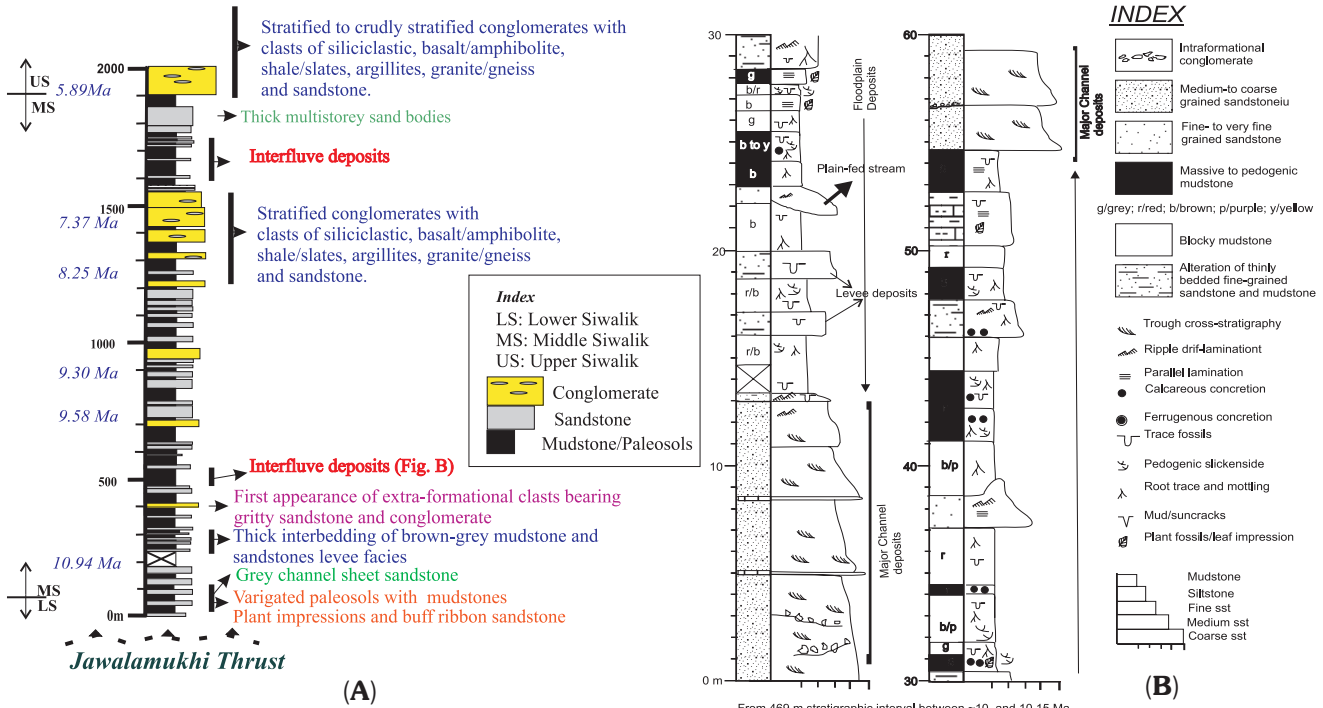 Stratified to crudly stratified conglomerates with
clasts of siliciclastic, basalt/amphibolite,
shale/slates, argillites, granite/gneiss
and sandstone.
2000
US
5.89Ma
MS
Thick multistorey sand bodies
Interfluve deposits
1500
7.37 Ma
Stratified conglomerates with
clasts of siliciclastic, basalt/amphibolite,
shale/slates, argillites, granite/gneiss
and sandstone.
8.25 Ma
1000
9.30 Ma
9.58 Ma
Index
LS: Lower Siwalik
MS: Middle Siwalik
US: Upper Siwalik
Conglomerate
Sandstone
Mudstone/Paleosols
500
Interfluve deposits (Fig. B)
First appearance of extra-formational clasts bearing
gritty sandstone and conglomerate
Thick interbedding of brown-grey mudstone and
sandstones levee facies
10.94 Ma
Grey channel sheet sandstone
MS
LS
Varigated paleosols with mudstones
Plant impressions and buff ribbon sandstone
0m
Jawalamukhi Thrust
(A)
30
g
b/r
b
g
b to y
b
b
20
r/b
r/b
10
0 m
Floodplain
Deposits
Plain-fed stream
Levee deposits
Major Channel
deposits
60
50
r
40
b/p
r
b/p
g
30
Major Channel
deposits
From 469 m stratigraphic interval between ~10 and 10.15 Ma
INDEX
Intraformational
conglomerate
Medium-to coarse
grained sandstoneiu
Fine- to very fine
grained sandstone
Massive to pedogenic
mudstone
g/grey; r/red; b/brown; p/purple; y/yellow
Blocky mudstone
Alteration of thinly
bedded fine-grained
sandstone and mudstone
Trough cross-stratigraphy
Ripple drif-laminationt
Parallel lamination
Calcareous concretion
Ferrugenous concretion
Trace fossils
Pedogenic slickenside
Root trace and mottling
Mud/suncracks
Plant fossils/leaf impression
Mudstone
Siltstone
Fine sst
Medium sst
Coarse sst
(B)